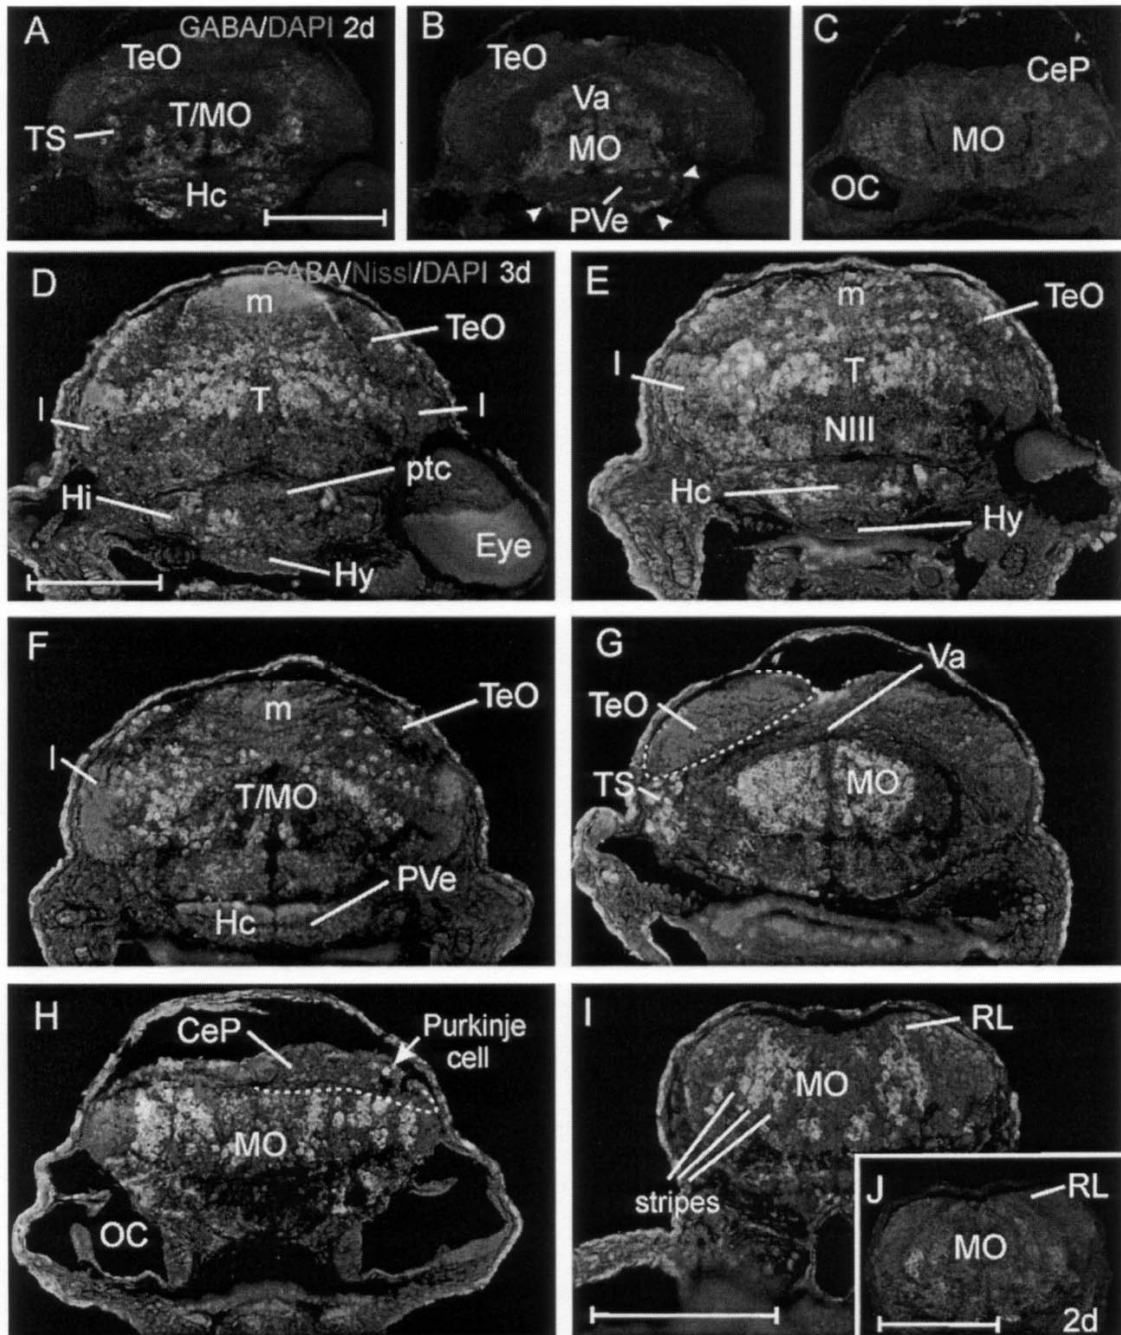 A
GABA/DAPI 2d
TeO
T/MO
TS
Hc
B
TeO
Va
MO
PVe
C
CeP
MO
OC
D
GABA/Nissl/DAPI 3d
m
TeO
T
l
l
ptc
Hi
Eye
Hy
E
m
TeO
l
T
NIII
Hc
Hy
F
m
TeO
l
T/MO
PVe
Hc
G
Va
TeO
TS
MO
H
CeP
Purkinje
cell
MO
OC
I
RL
MO
stripes
J
RL
MO
2d